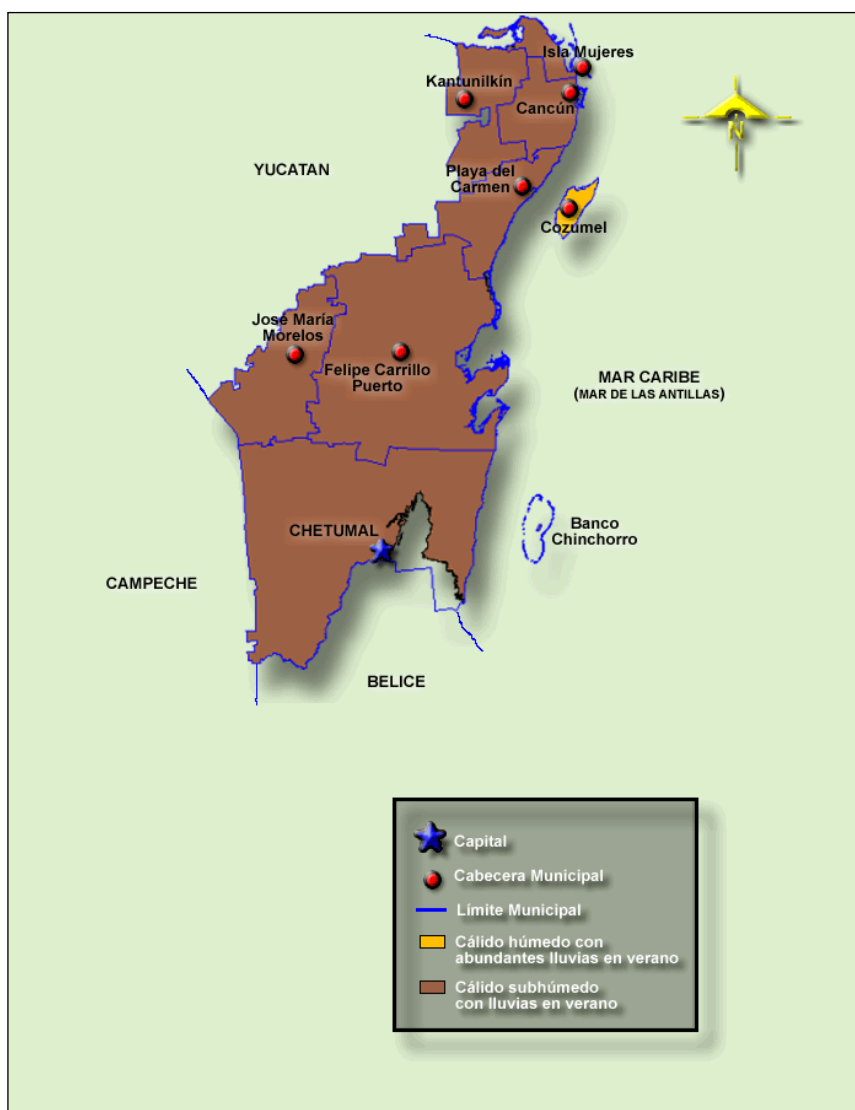 Isla Mujeres
Kantunilkín
Cancún
N
YUCATAN
Playa del
Carmen
Cozumel
José María
Morelos
Felipe Carrillo
Puerto
MAR CARIBE
(MAR DE LAS ANTILLAS)
CHETUMAL
Banco
Chinchorro
CAMPECHE
BELICE
Capital
Cabecera Municipal
Límite Municipal
Cálido húmedo con
abundantes lluvias en verano
Cálido subhúmedo
con lluvias en verano